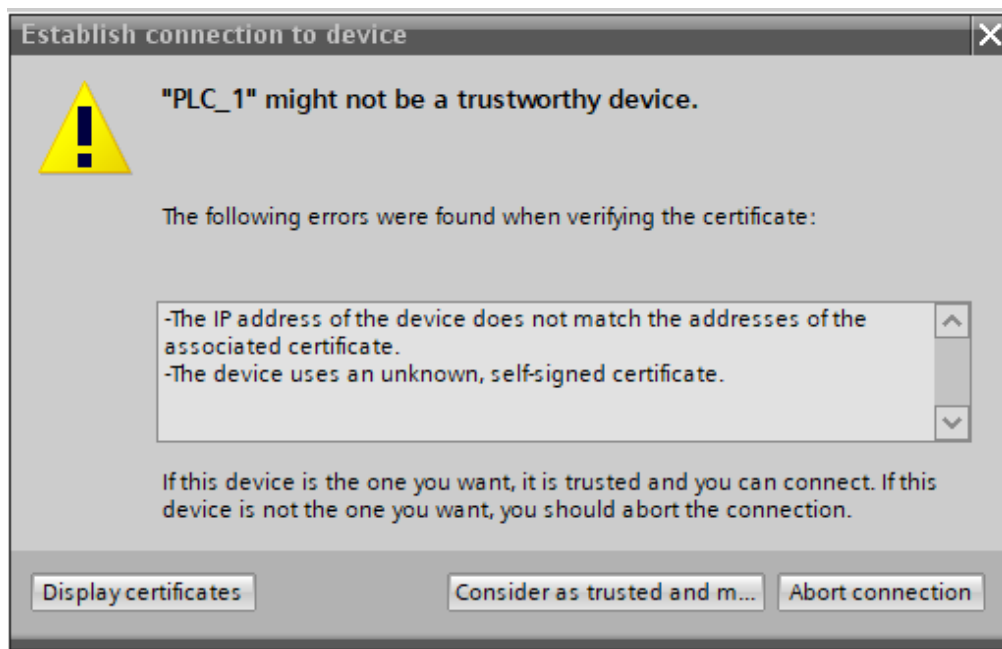 Establish connection to device
"PLC_1" might not be a trustworthy device.
The following errors were found when verifying the certificate:
-The IP address of the device does not match the addresses of the
associated certificate.
-The device uses an unknown, self-signed certificate.
If this device is the one you want, it is trusted and you can connect. If this
device is not the one you want, you should abort the connection.
Display certificates
Consider as trusted and m...
Abort connection